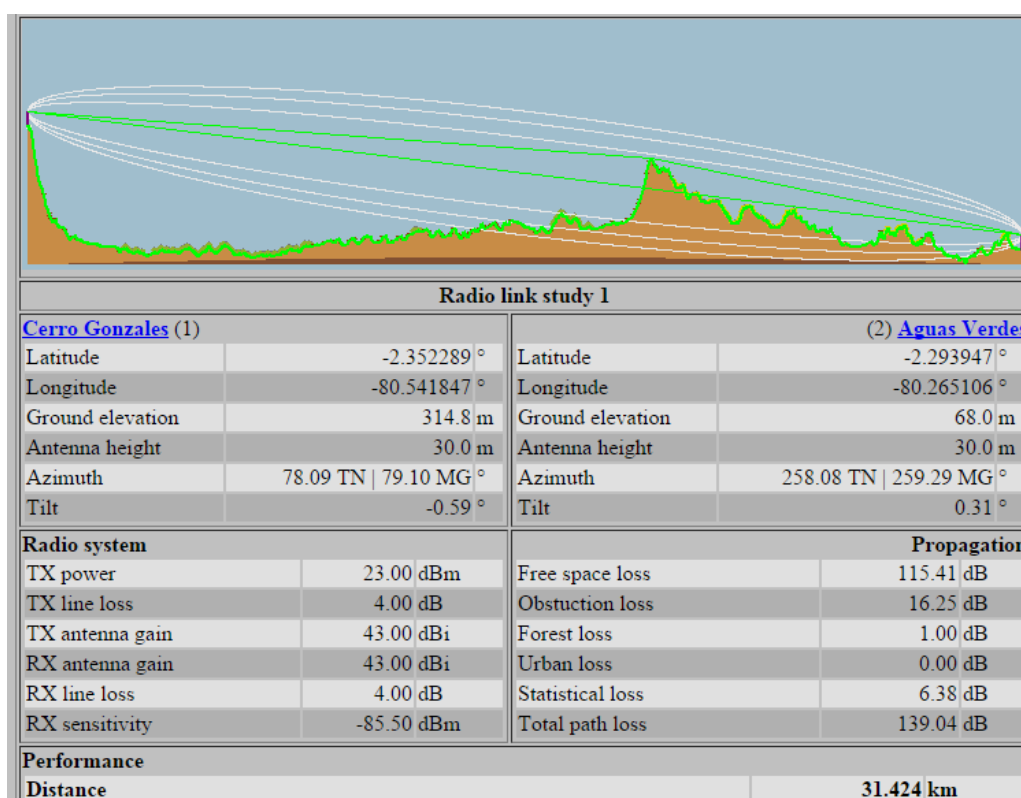 Radio link study 1
Cerro Gonzales (1) (2) Aguas Verdes
Latitude -2.352289 ° Latitude -2.293947 °
Longitude -80.541847 ° Longitude -80.265106 °
Ground elevation 314.8 m Ground elevation 68.0 m
Antenna height 30.0 m Antenna height 30.0 m
Azimuth 78.09 TN | 79.10 MG ° Azimuth 258.08 TN | 259.29 MG °
Tilt -0.59 ° Tilt 0.31 °
Radio system Propagation
TX power 23.00 dBm Free space loss 115.41 dB
TX line loss 4.00 dB Obstuction loss 16.25 dB
TX antenna gain 43.00 dBi Forest loss 1.00 dB
RX antenna gain 43.00 dBi Urban loss 0.00 dB
RX line loss 4.00 dB Statistical loss 6.38 dB
RX sensitivity -85.50 dBm Total path loss 139.04 dB
Performance
Distance 31.424 km